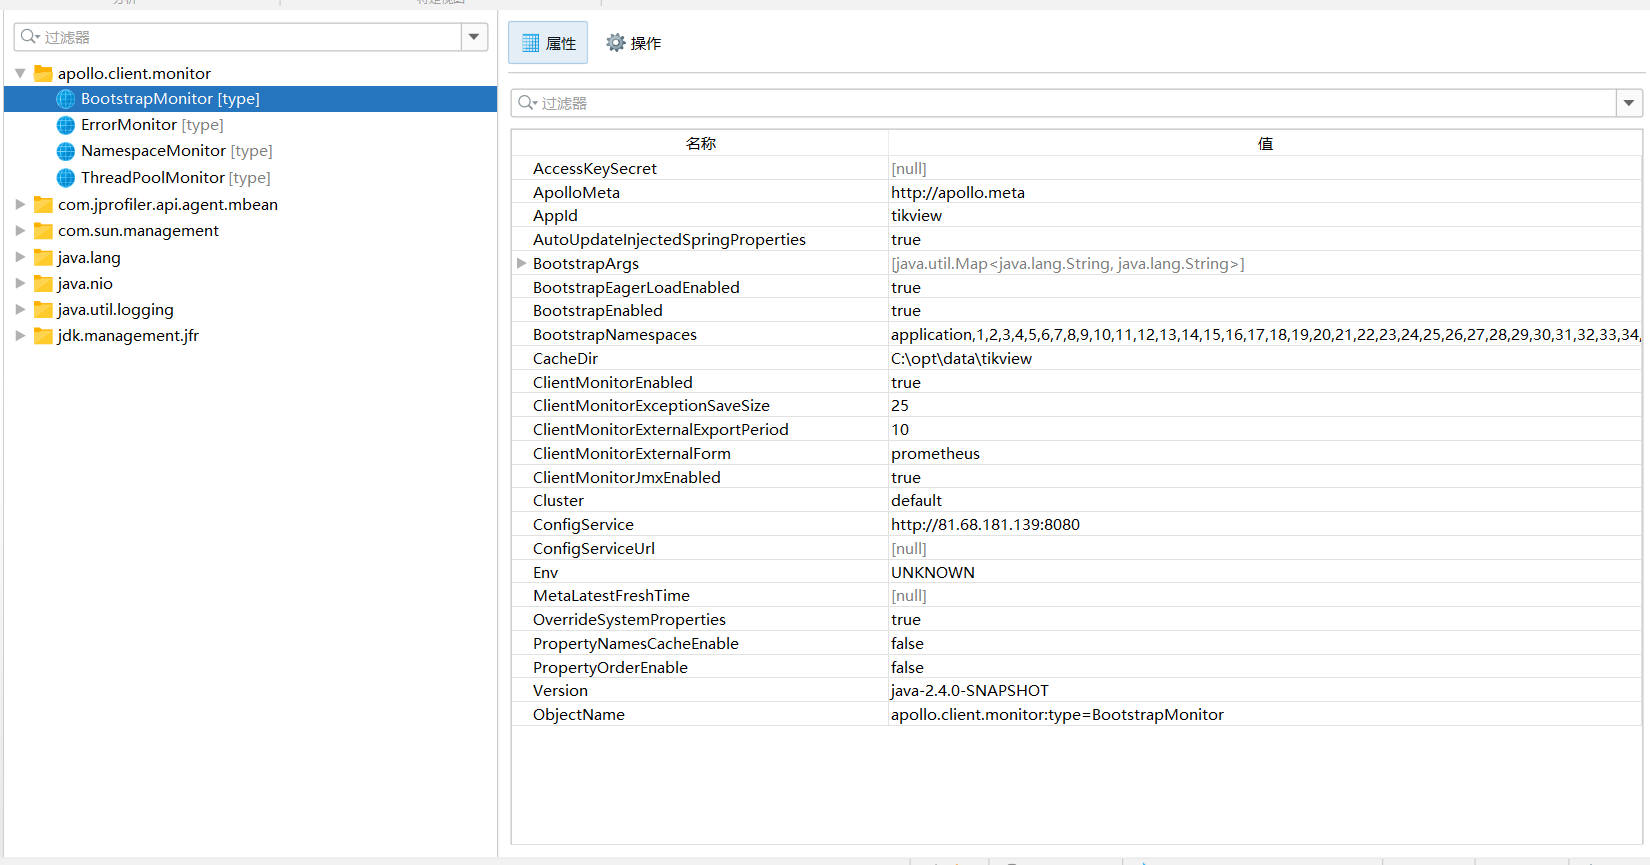 过滤器
apollo.client.monitor
BootstrapMonitor [type]
ErrorMonitor [type]
NamespaceMonitor [type]
ThreadPoolMonitor [type]
com.jprofiler.api.agent.mbean
com.sun.management
java.lang
java.nio
java.util.logging
jdk.management.jfr
属性 操作
过滤器
名称 值
AccessKeySecret [null]
ApolloMeta http://apollo.meta
AppId tikview
AutoUpdateInjectedSpringProperties true
BootstrapArgs [java.util.Map<java.lang.String, java.lang.String>]
BootstrapEagerLoadEnabled true
BootstrapEnabled true
BootstrapNamespaces application,1,2,3,4,5,6,7,8,9,10,11,12,13,14,15,16,17,18,19,20,21,22,23,24,25,26,27,28,29,30,31,32,33,34,
CacheDir C:\opt\data\tikview
ClientMonitorEnabled true
ClientMonitorExceptionSaveSize 25
ClientMonitorExternalExportPeriod 10
ClientMonitorExternalForm prometheus
ClientMonitorJmxEnabled true
Cluster default
ConfigService http://81.68.181.139:8080
ConfigServiceUrl [null]
Env UNKNOWN
MetaLatestFreshTime [null]
OverrideSystemProperties true
PropertyNamesCacheEnable false
PropertyOrderEnable false
Version java-2.4.0-SNAPSHOT
ObjectName apollo.client.monitor:type=BootstrapMonitor